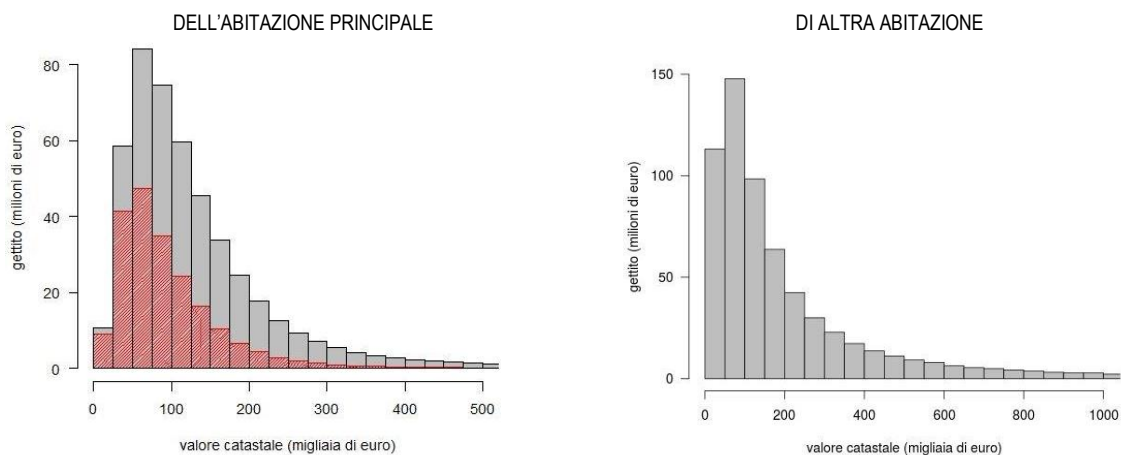 DELL'ABITAZIONE PRINCIPALE
80
60
40
20
0
gettito (milioni di euro)
0 100 200 300 400 500
valore catastale (migliaia di euro)
DI ALTRA ABITAZIONE
150
100
50
0
gettito (milioni di euro)
0 200 400 600 800 1000
valore catastale (migliaia di euro)